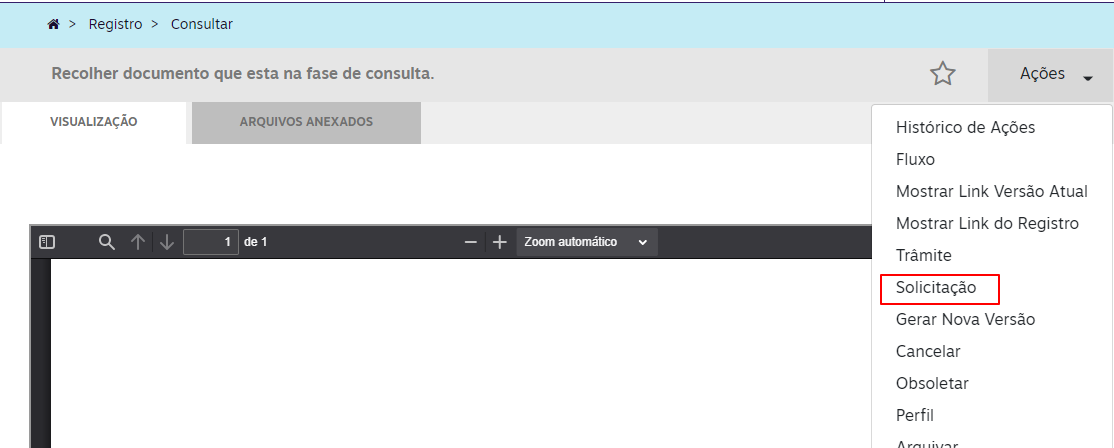 > Registro > Consultar
Recolher documento que esta na fase de consulta.
Ações
VISUALIZAÇÃO
ARQUIVOS ANEXADOS
Histórico de Ações
Fluxo
Mostrar Link Versão Atual
Mostrar Link do Registro
Trâmite
Solicitação
Gerar Nova Versão
Cancelar
Obsoletar
Perfil
Arquivar
1 de 1
Zoom automático